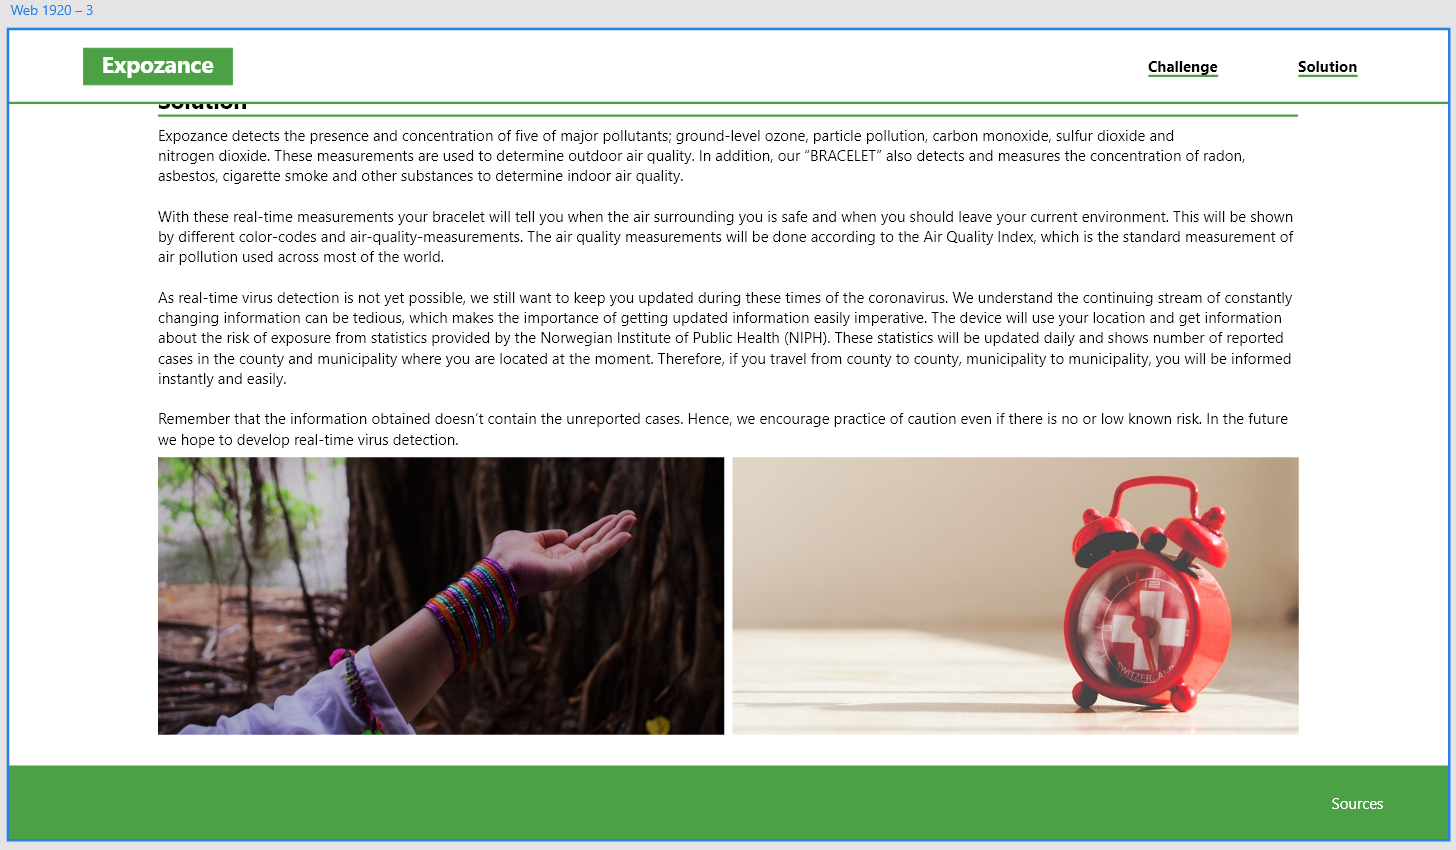 Web 1920 – 3
Expozance
Challenge
Solution
Solution
Expozance detects the presence and concentration of five of major pollutants; ground-level ozone, particle pollution, carbon monoxide, sulfur dioxide and
nitrogen dioxide. These measurements are used to determine outdoor air quality. In addition, our “BRACELET” also detects and measures the concentration of radon,
asbestos, cigarette smoke and other substances to determine indoor air quality.
With these real-time measurements your bracelet will tell you when the air surrounding you is safe and when you should leave your current environment. This will be shown
by different color-codes and air-quality-measurements. The air quality measurements will be done according to the Air Quality Index, which is the standard measurement of
air pollution used across most of the world.
As real-time virus detection is not yet possible, we still want to keep you updated during these times of the coronavirus. We understand the continuing stream of constantly
changing information can be tedious, which makes the importance of getting updated information easily imperative. The device will use your location and get information
about the risk of exposure from statistics provided by the Norwegian Institute of Public Health (NIPH). These statistics will be updated daily and shows number of reported
cases in the county and municipality where you are located at the moment. Therefore, if you travel from county to county, municipality to municipality, you will be informed
instantly and easily.
Remember that the information obtained doesn’t contain the unreported cases. Hence, we encourage practice of caution even if there is no or low known risk. In the future
we hope to develop real-time virus detection.
12
Sources